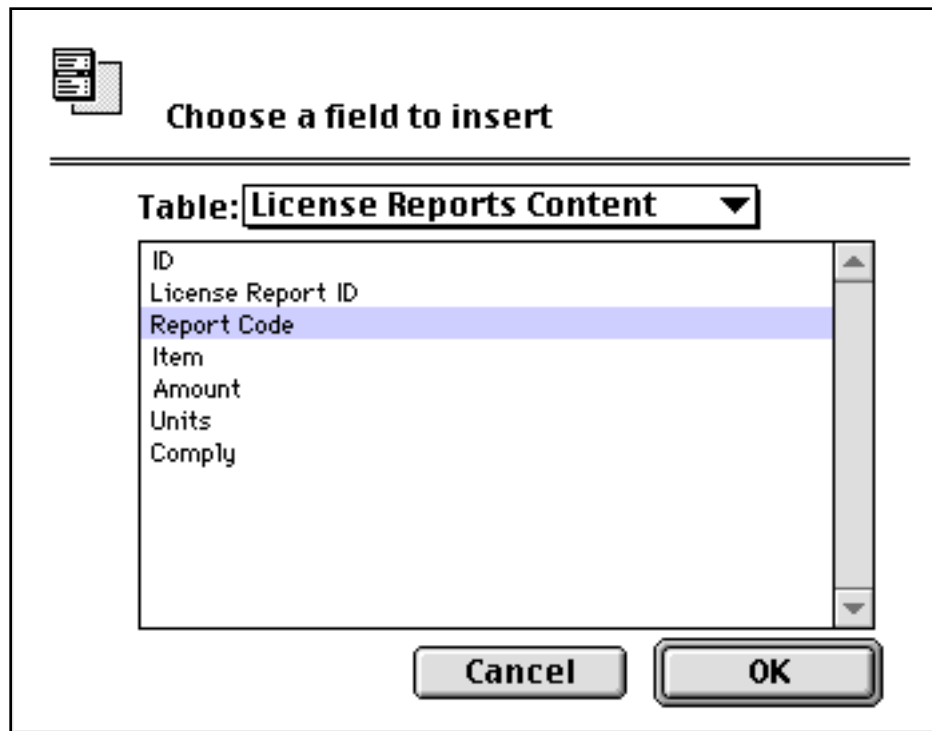 Choose a field to insert
Table: License Reports Content
ID
License Report ID
Report Code
Item
Amount
Units
Comply
Cancel OK